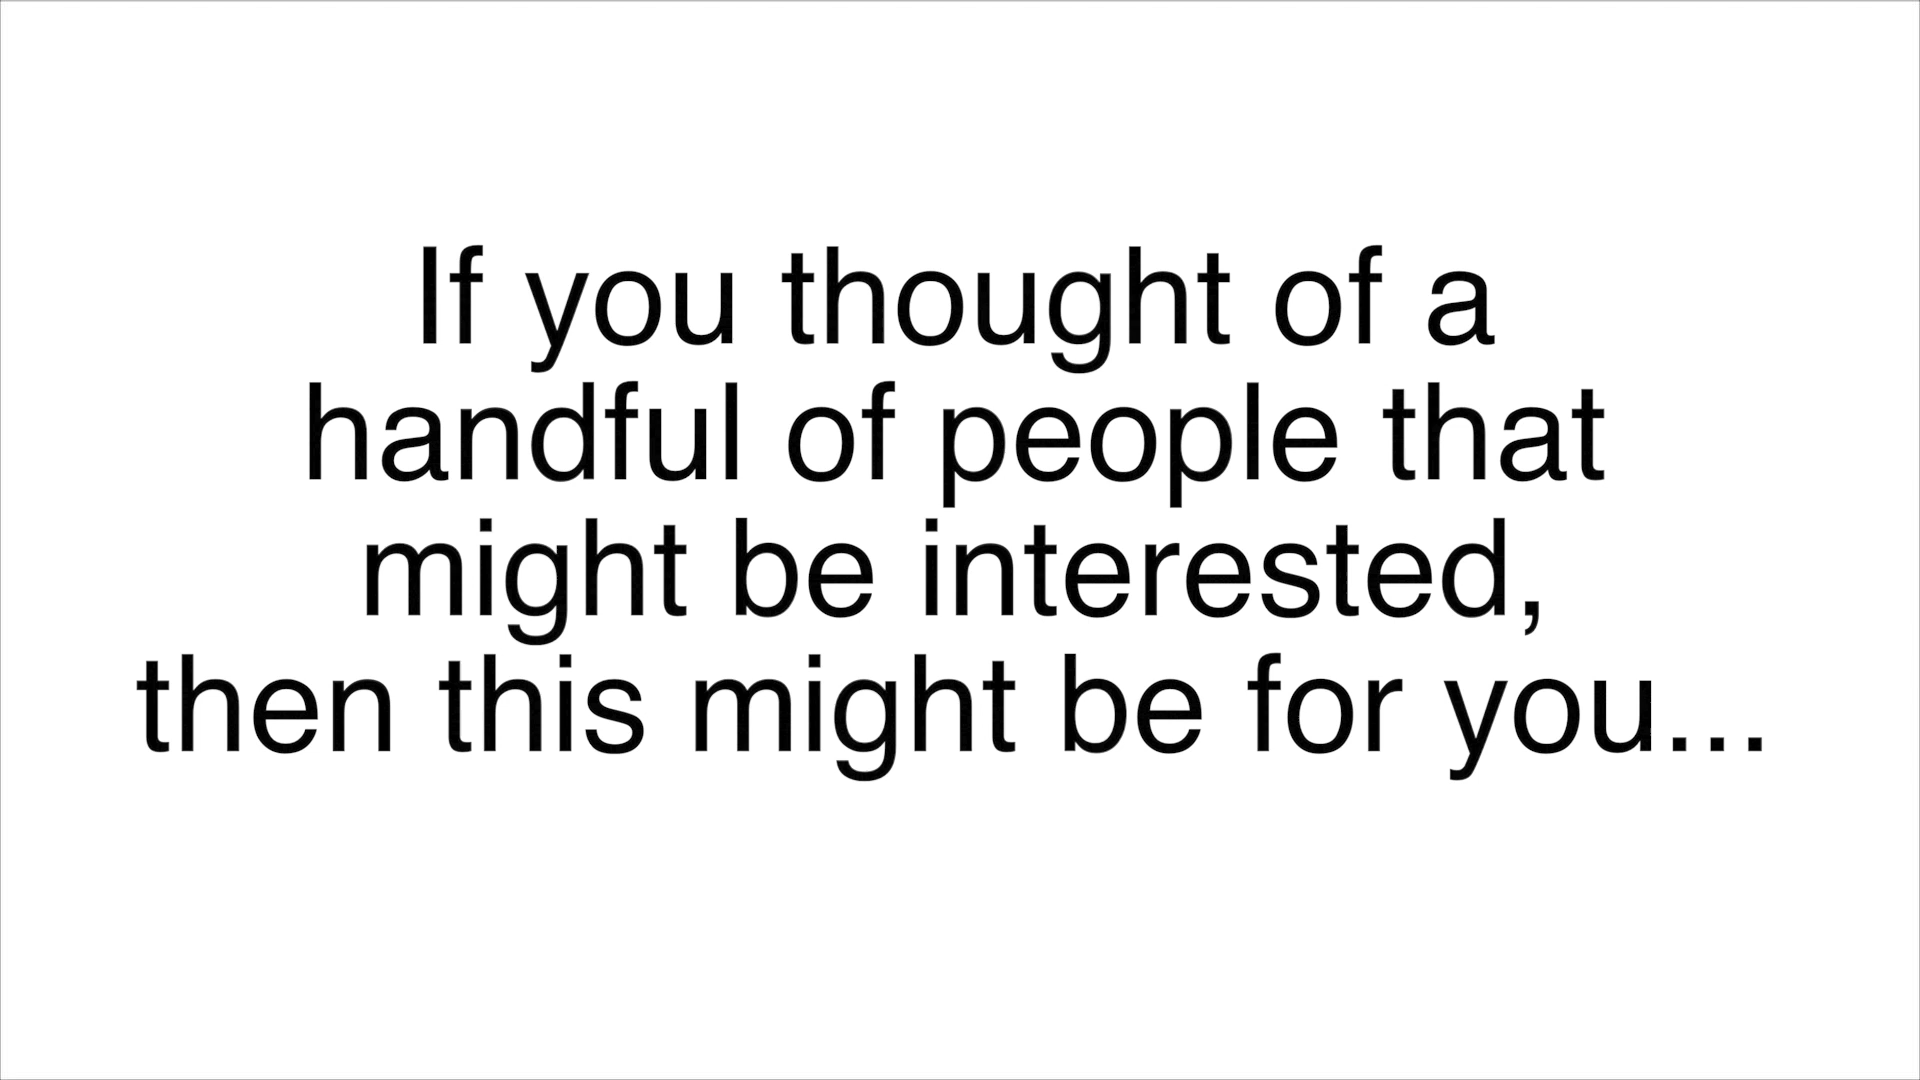 If you thought of a
handful of people that
might be interested,
then this might be for you...